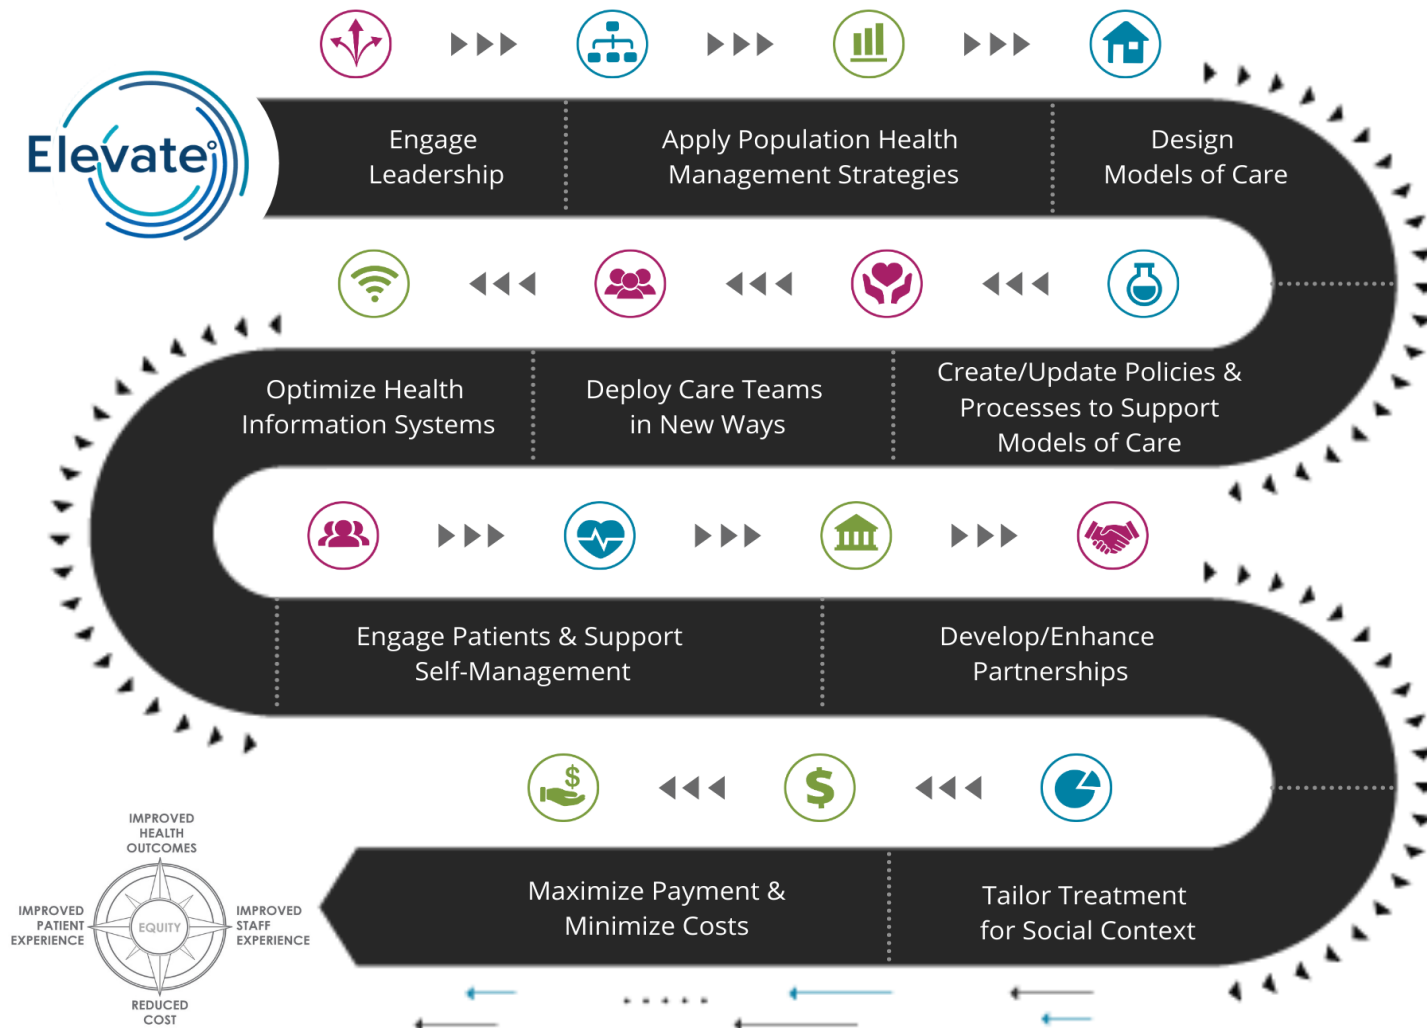 Elevate
Engage
Leadership
Apply Population Health
Management Strategies
Design
Models of Care
Create/Update Policies &
Processes to Support
Models of Care
Deploy Care Teams
in New Ways
Optimize Health
Information Systems
Engage Patients & Support
Self-Management
Develop/Enhance
Partnerships
$
$
Tailor Treatment
for Social Context
Maximize Payment &
Minimize Costs
IMPROVED
HEALTH
OUTCOMES
IMPROVED
PATIENT
EXPERIENCE
EQUITY
IMPROVED
STAFF
EXPERIENCE
REDUCED
COST